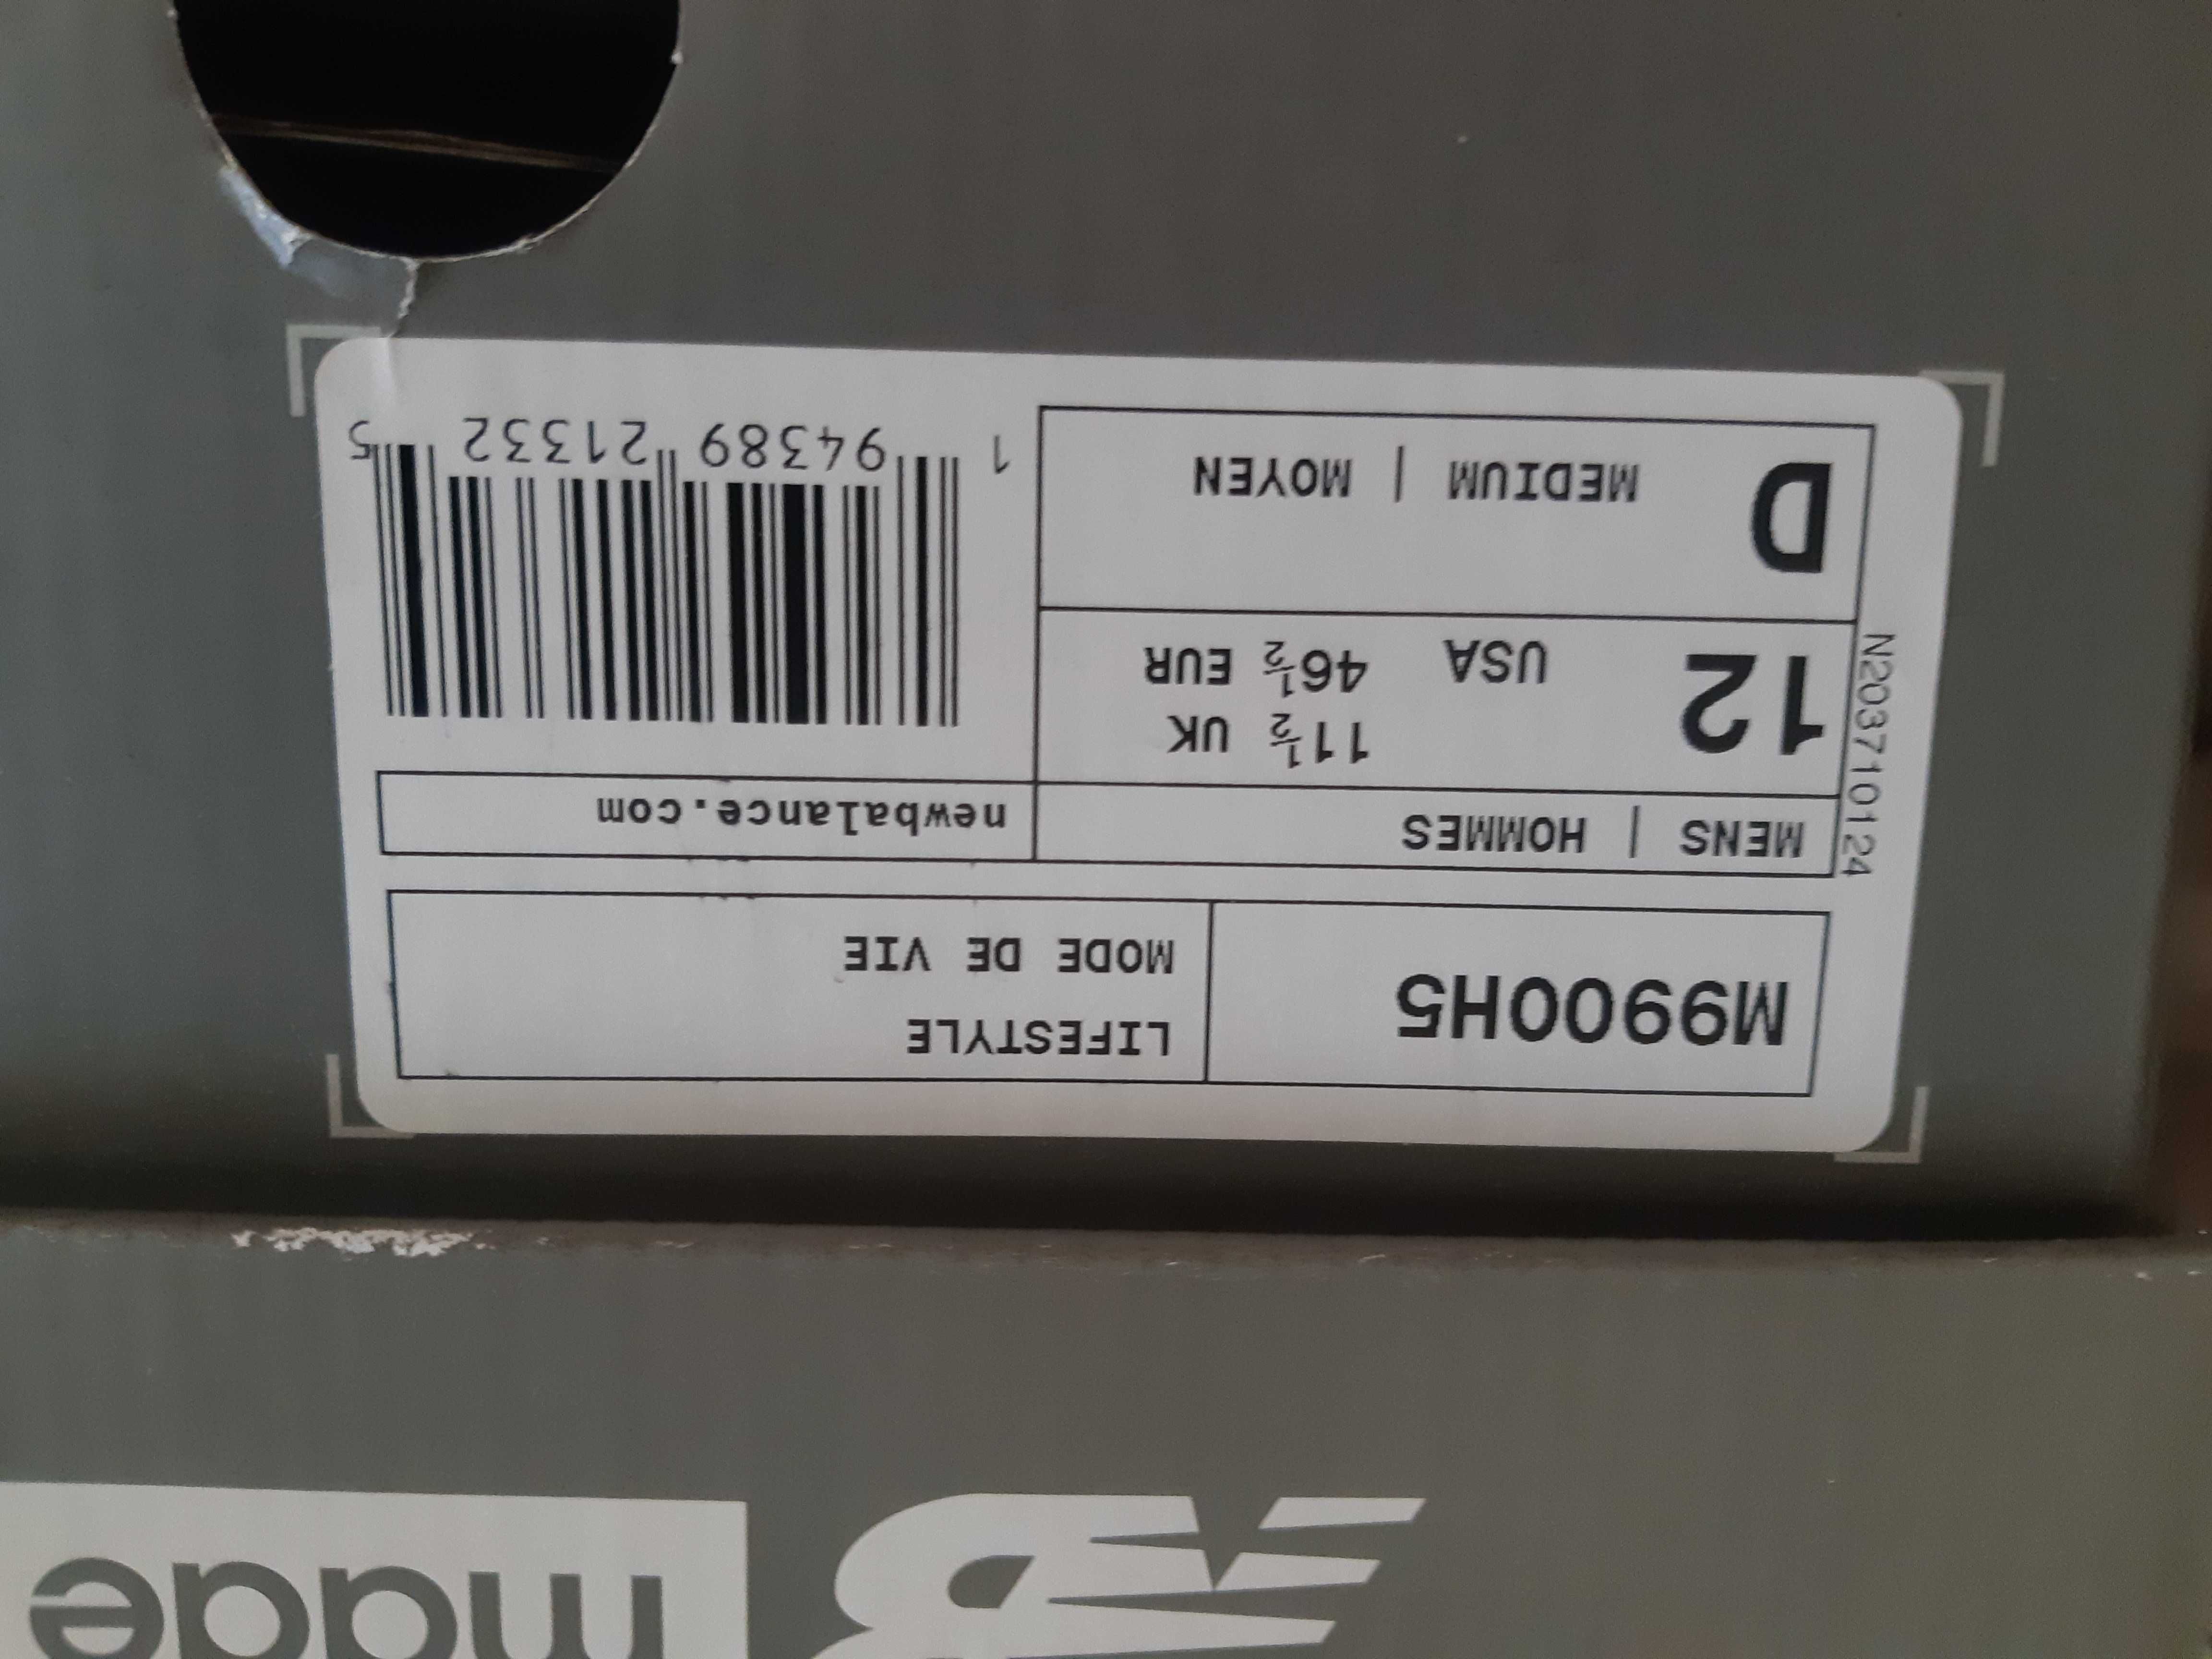 made
M990OH5
LIFESTYLE
MODE DE VIE
MENS | HOMMES
newbalance.com
12 USA
11½ UK
46½ EUR
D MEDIUM | MOYEN
1 94389 21332 5
N203710124